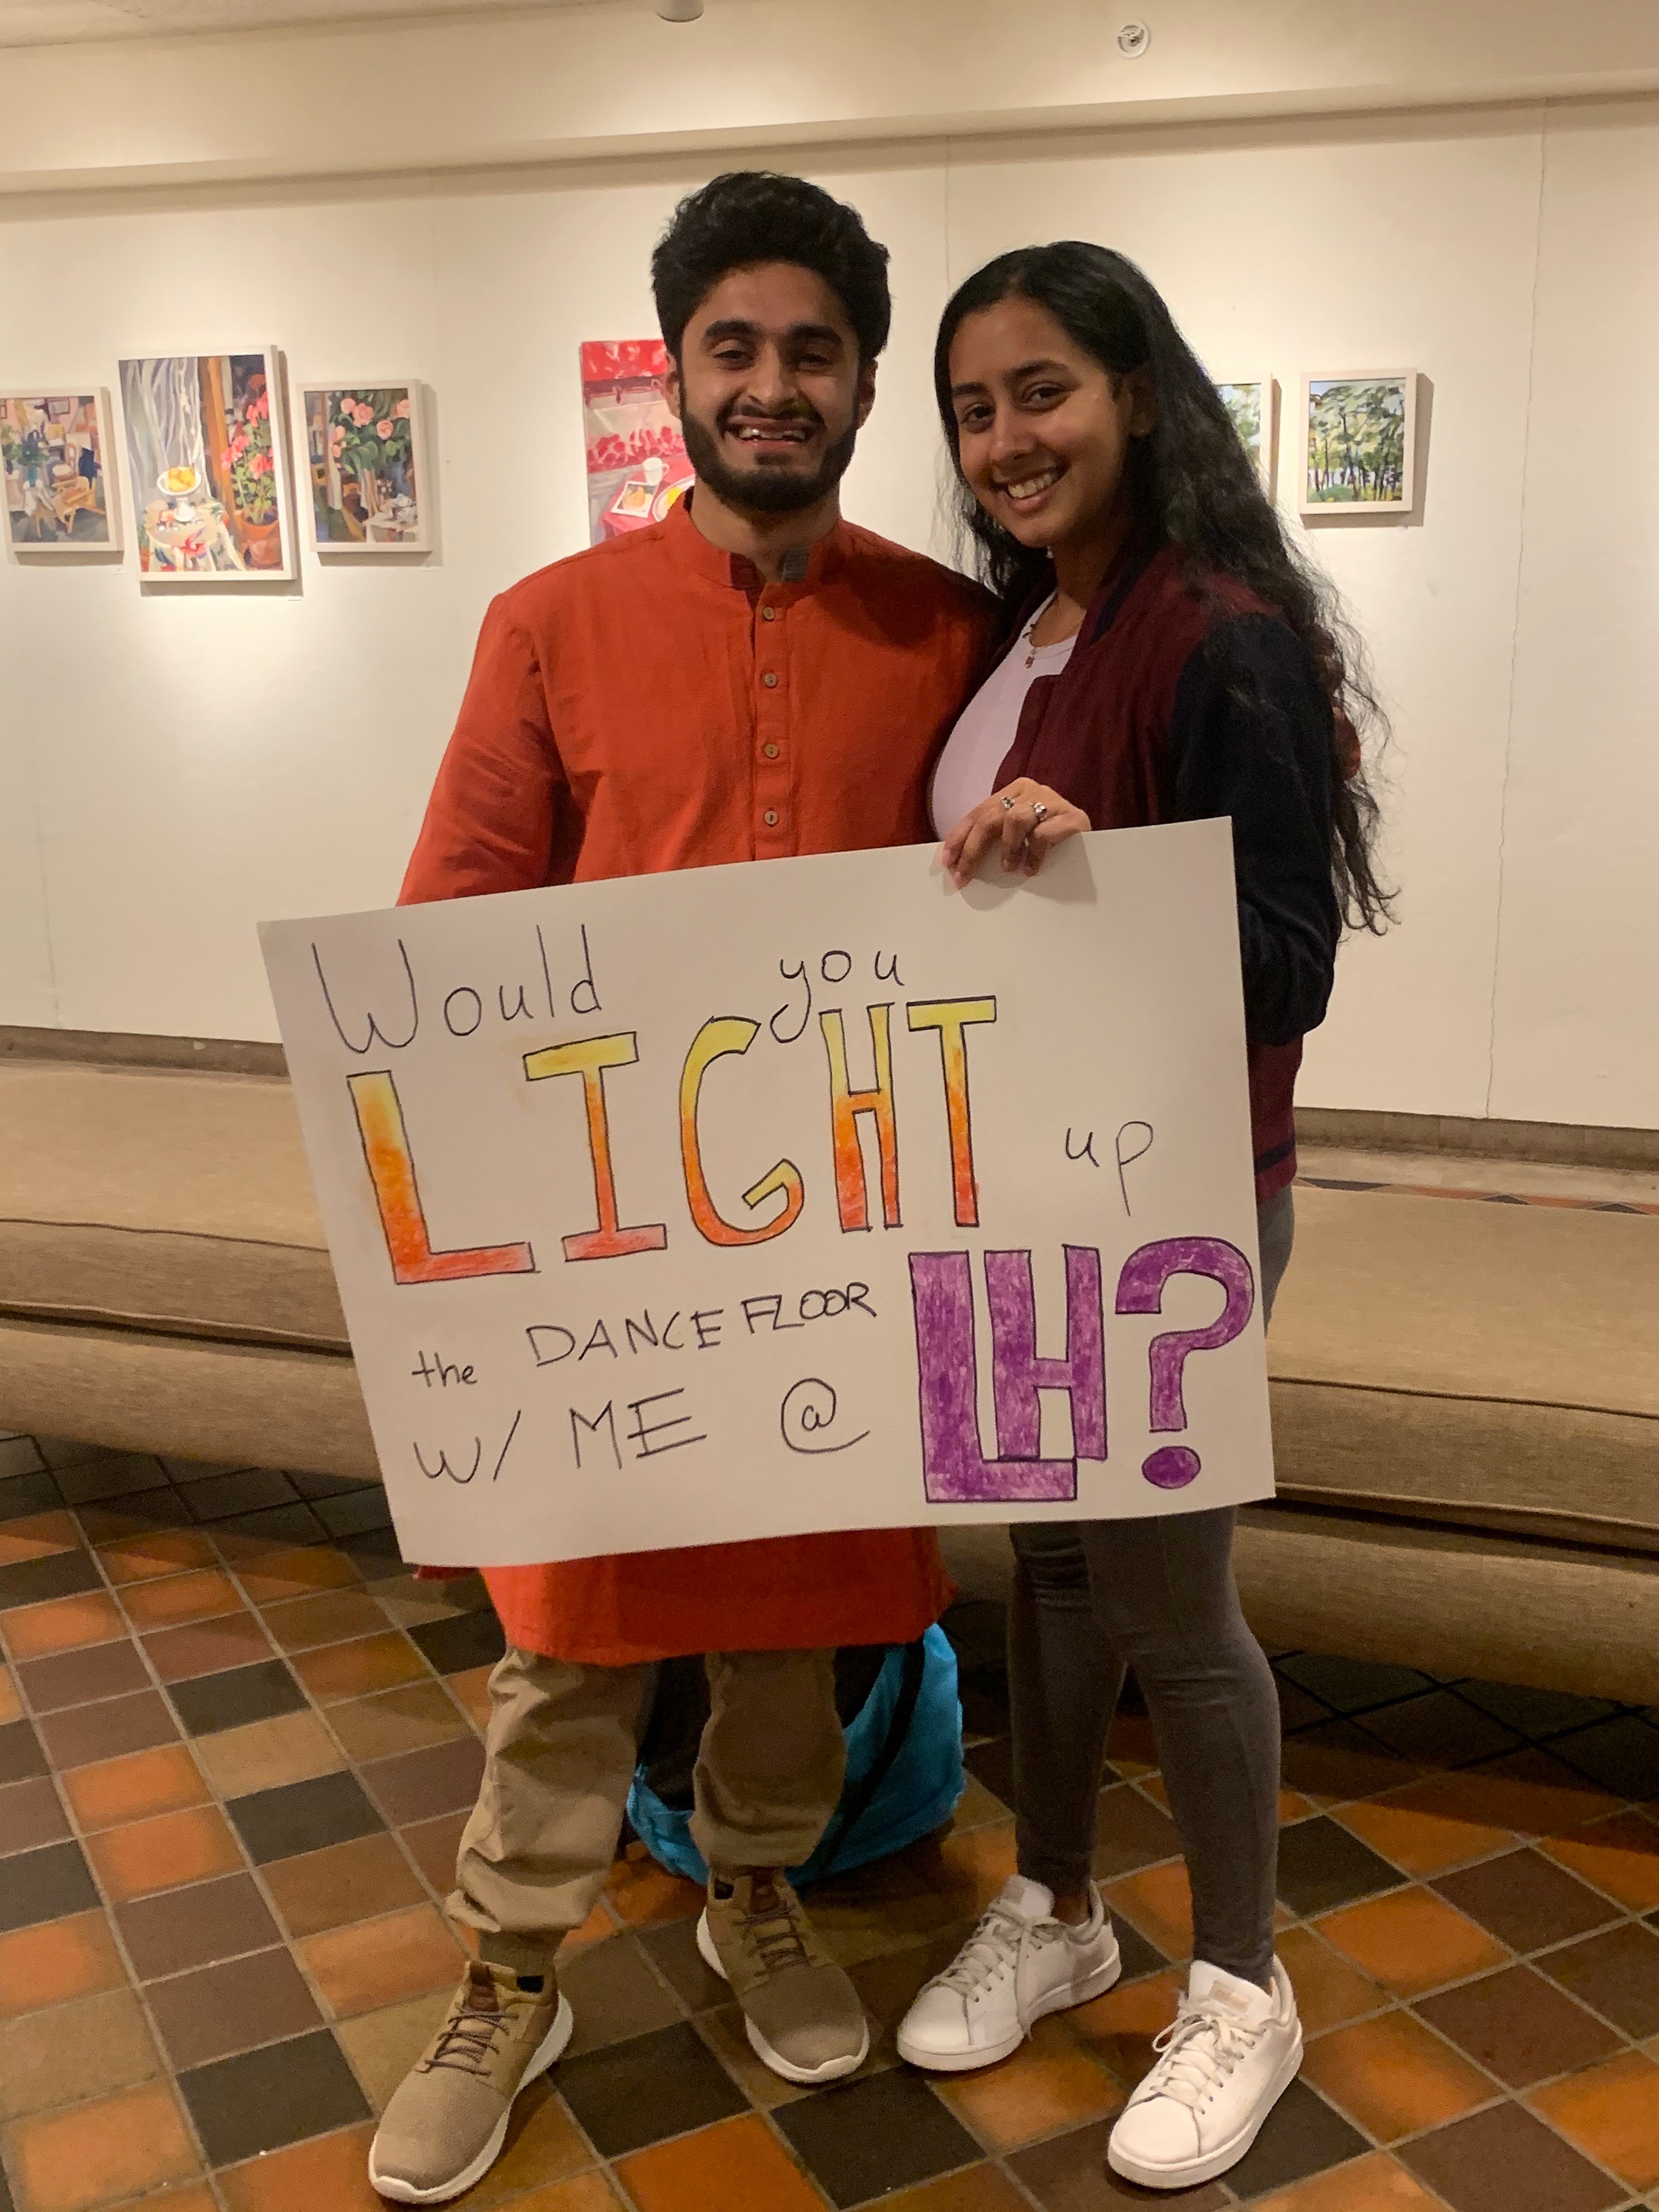 Would you
LIGHT up
the DANCE FLOOR
W/ ME @ LH?